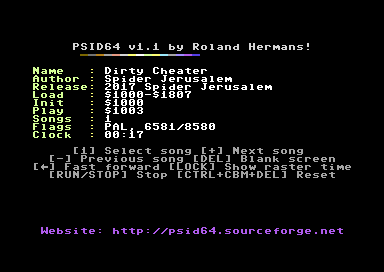 PSID64 v1.1 by Roland Hermans!
Name   : Dirty Cheater
Author : Spider Jerusalem
Release: 2017 Spider Jerusalem
Load   : $1000-$1807
Init   : $1000
Play   : $1003
Songs  : 1
Flags  : PAL, 6581/8580
Clock  : 00:17
[1] Select song [+] Next song
[-] Previous song [DEL] Blank screen
[←] Fast forward [LOCK] Show raster time
[RUN/STOP] Stop [CTRL+CBM+DEL] Reset
Website: http://psid64.sourceforge.net